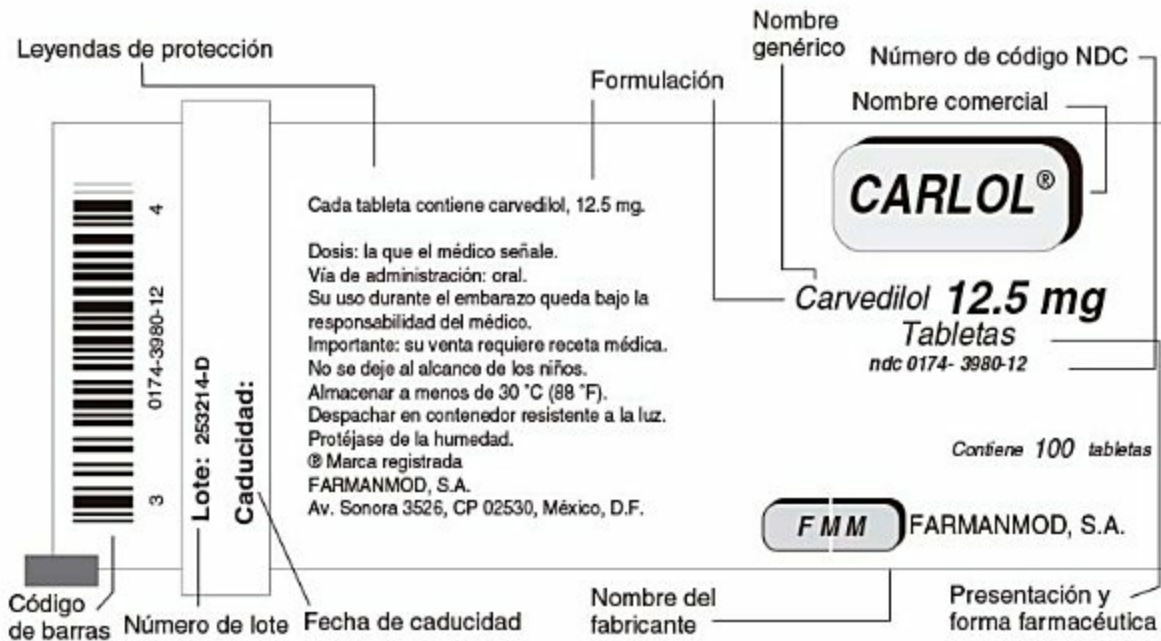 Leyendas de protección
Nombre
genérico
Número de código NDC
Formulación
Nombre comercial
CARLOL®
Cada tableta contiene carvedilol, 12.5 mg.
Dosis: la que el médico señale.
Vía de administración: oral.
Su uso durante el embarazo queda bajo la
responsabilidad del médico.
Importante: su venta requiere receta médica.
No se deje al alcance de los niños.
Almacenar a menos de 30 °C (88 °F).
Despachar en contenedor resistente a la luz.
Protéjase de la humedad.
® Marca registrada
FARMANMOD, S.A.
Av. Sonora 3526, CP 02530, México, D.F.
Carvedilol 12.5 mg
Tabletas
ndc 0174- 3980-12
Contiene 100 tabletas
FMM FARMANMOD, S.A.
3 0174-3980-12 4
Lote: 253214-D
Caducidad:
Código
de barras
Número de lote
Fecha de caducidad
Nombre del
fabricante
Presentación y
forma farmacéutica